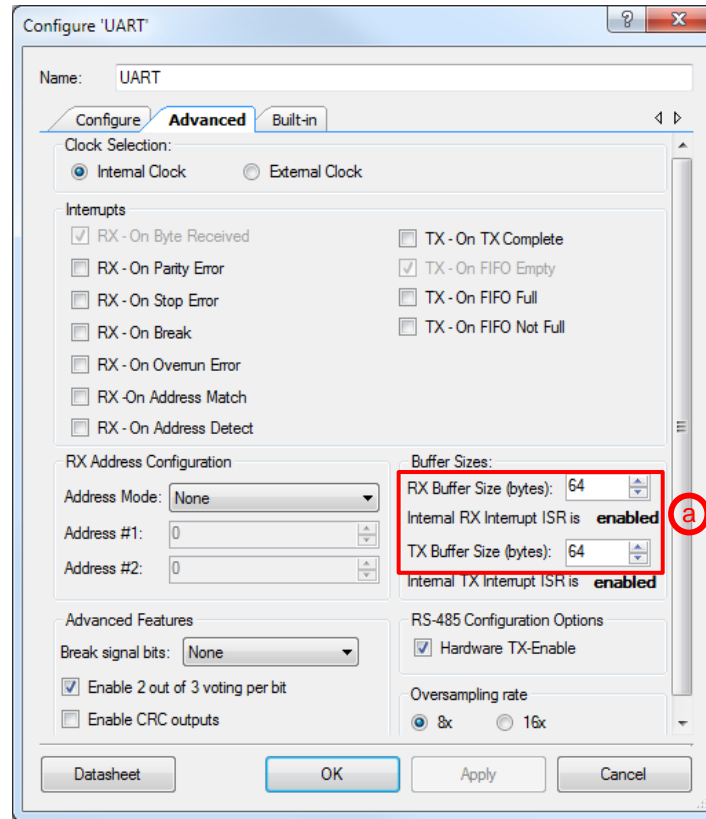 Configure 'UART'
Name: UART
Configure Advanced Built-in
Clock Selection:
Internal Clock External Clock
Interrupts
RX - On Byte Received
RX - On Parity Error
RX - On Stop Error
RX - On Break
RX - On Overrun Error
RX -On Address Match
RX - On Address Detect
TX - On TX Complete
TX - On FIFO Empty
TX - On FIFO Full
TX - On FIFO Not Full
RX Address Configuration
Address Mode: None
Address #1: 0
Address #2: 0
Buffer Sizes:
RX Buffer Size (bytes): 64
Internal RX Interrupt ISR is enabled
a
TX Buffer Size (bytes): 64
Internal TX Interrupt ISR is enabled
Advanced Features
Break signal bits: None
Enable 2 out of 3 voting per bit
Enable CRC outputs
RS-485 Configuration Options
Hardware TX-Enable
Oversampling rate
8x 16x
Datasheet OK Apply Cancel